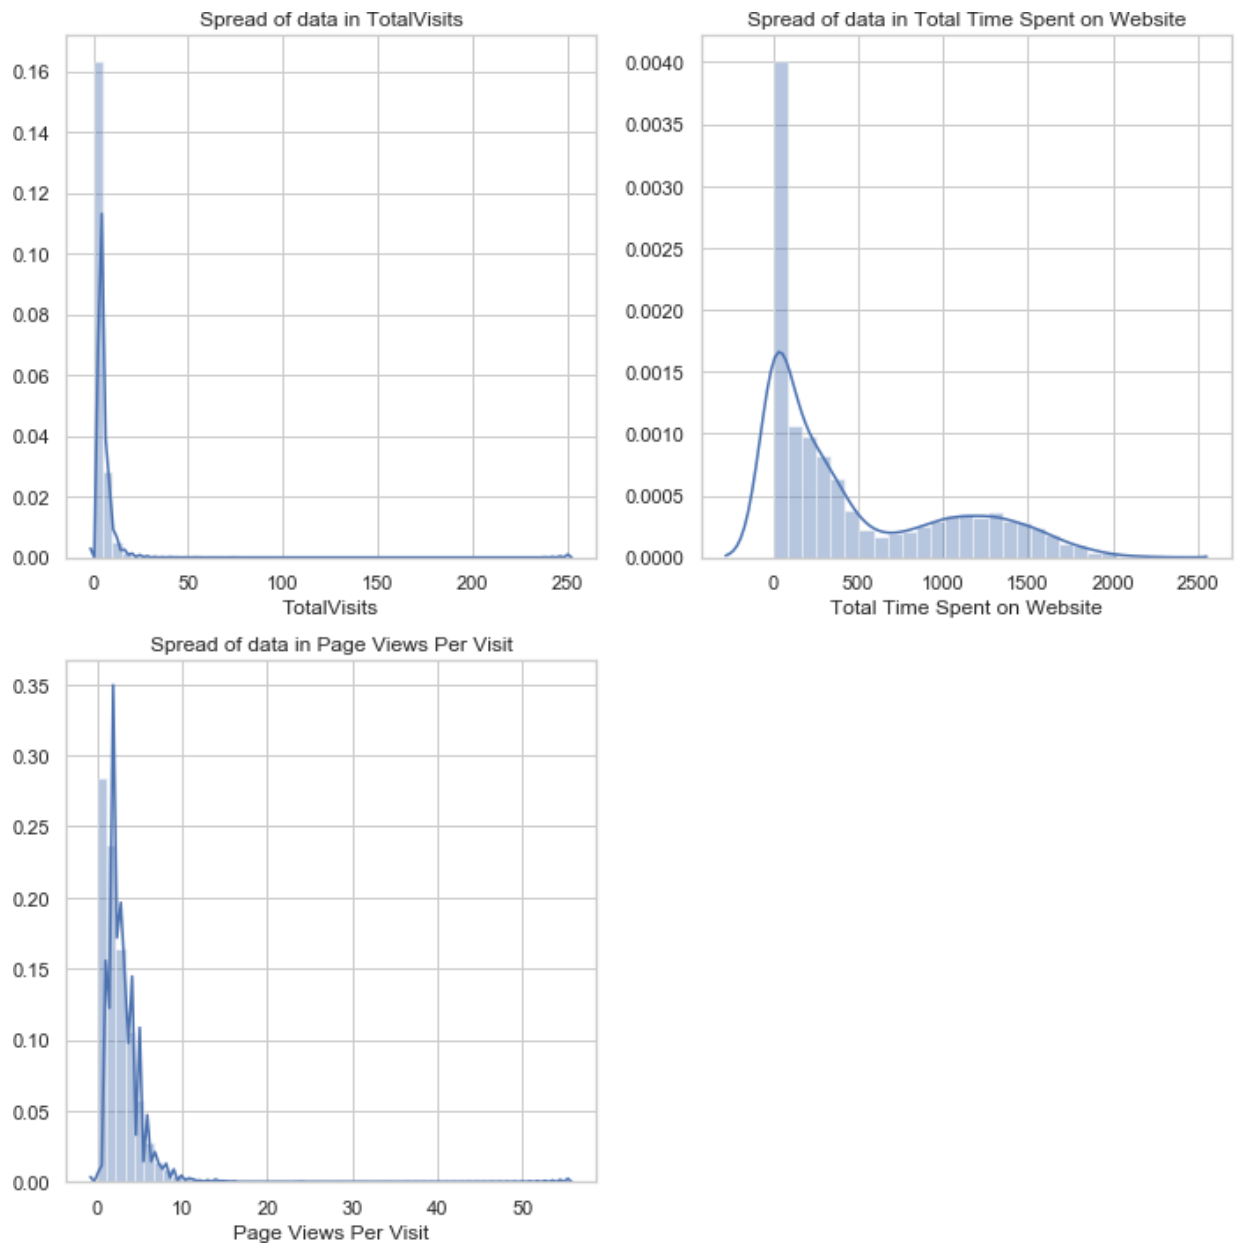 Spread of data in TotalVisits
0.16
0.14
0.12
0.10
0.08
0.06
0.04
0.02
0.00
0 50 100 150 200 250
TotalVisits
Spread of data in Total Time Spent on Website
0.0040
0.0035
0.0030
0.0025
0.0020
0.0015
0.0010
0.0005
0.0000
0 500 1000 1500 2000 2500
Total Time Spent on Website
Spread of data in Page Views Per Visit
0.35
0.30
0.25
0.20
0.15
0.10
0.05
0.00
0 10 20 30 40 50
Page Views Per Visit